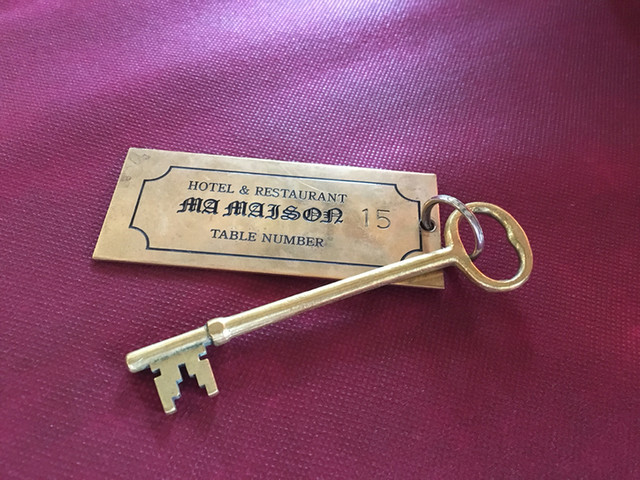 HOTEL & RESTAURANT
MA MAISON 15
TABLE NUMBER